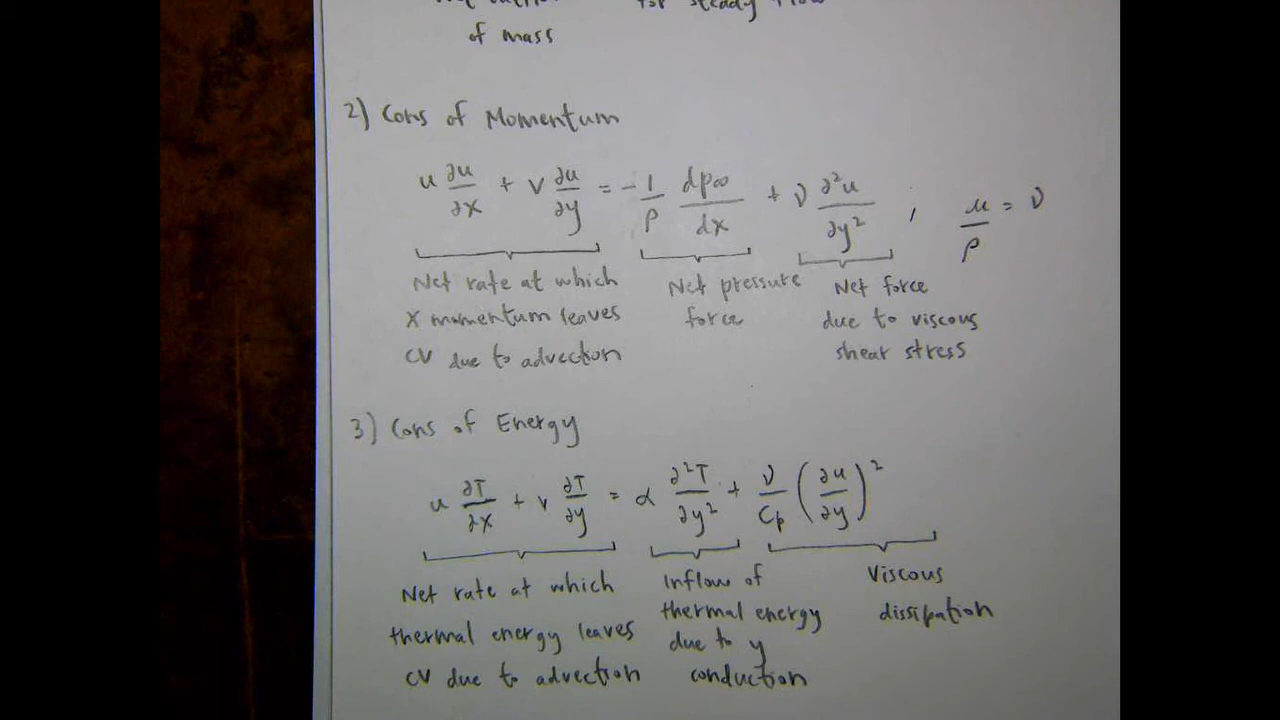 for steady flow
of mass
2) Cons of Momentum
u ∂u/∂x + v ∂u/∂y = -1/ρ dp∞/dx + ν ∂²u/∂y² , μ/ρ = ν
Net rate at which Net pressure Net force
x momentum leaves force due to viscous
CV due to advection shear stress
3) Cons of Energy
u ∂T/∂x + v ∂T/∂y = α ∂²T/∂y² + ν/Cp (∂u/∂y)²
Net rate at which Inflow of Viscous
thermal energy leaves thermal energy dissipation
CV due to advection due to y
conduction